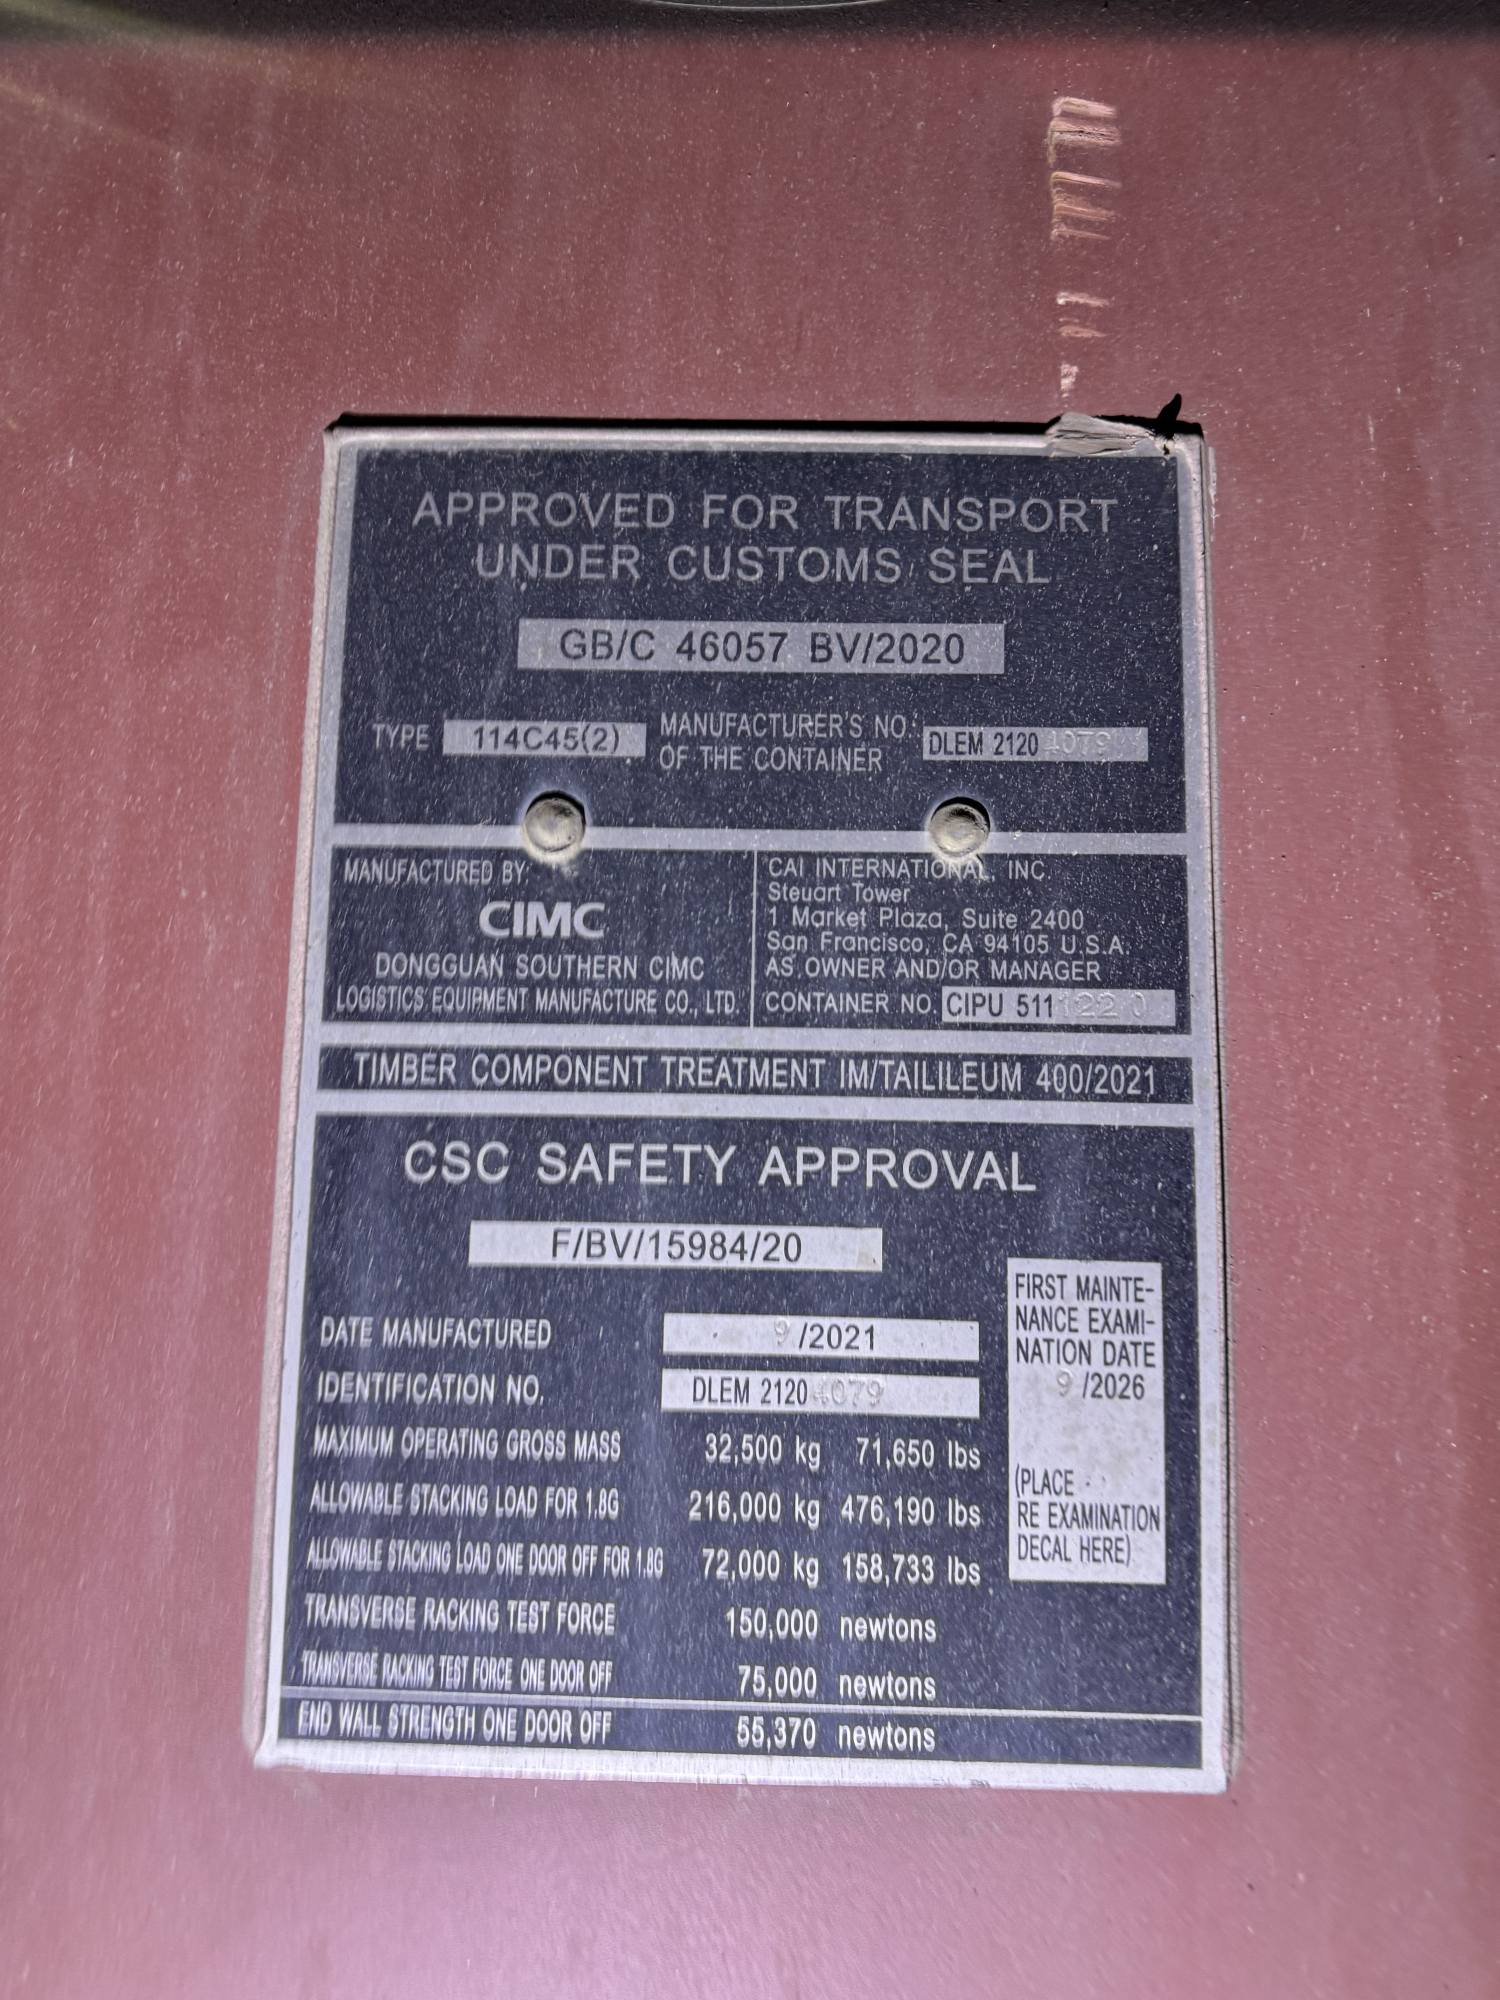 APPROVED FOR TRANSPORT
UNDER CUSTOMS SEAL
GB/C 46057 BV/2020
TYPE 114C45(2) MANUFACTURER'S NO. OF THE CONTAINER DLEM 2120 4079
MANUFACTURED BY:
CIMC
DONGGUAN SOUTHERN CIMC
LOGISTICS EQUIPMENT MANUFACTURE CO., LTD.
CAI INTERNATIONAL, INC.
Steuart Tower
1 Market Plaza, Suite 2400
San Francisco, CA 94105 U.S.A.
AS OWNER AND/OR MANAGER
CONTAINER NO. CIPU 511122 0
TIMBER COMPONENT TREATMENT IM/TAILILEUM 400/2021
CSC SAFETY APPROVAL
F/BV/15984/20
DATE MANUFACTURED 9 /2021
IDENTIFICATION NO. DLEM 2120 4079
MAXIMUM OPERATING GROSS MASS 32,500 kg 71,650 lbs
ALLOWABLE STACKING LOAD FOR 1.8G 216,000 kg 476,190 lbs
ALLOWABLE STACKING LOAD ONE DOOR OFF FOR 1.8G 72,000 kg 158,733 lbs
TRANSVERSE RACKING TEST FORCE 150,000 newtons
TRANSVERSE RACKING TEST FORCE ONE DOOR OFF 75,000 newtons
END WALL STRENGTH ONE DOOR OFF 55,370 newtons
FIRST MAINTE-
NANCE EXAMI-
NATION DATE
9 /2026
(PLACE
RE EXAMINATION
DECAL HERE)